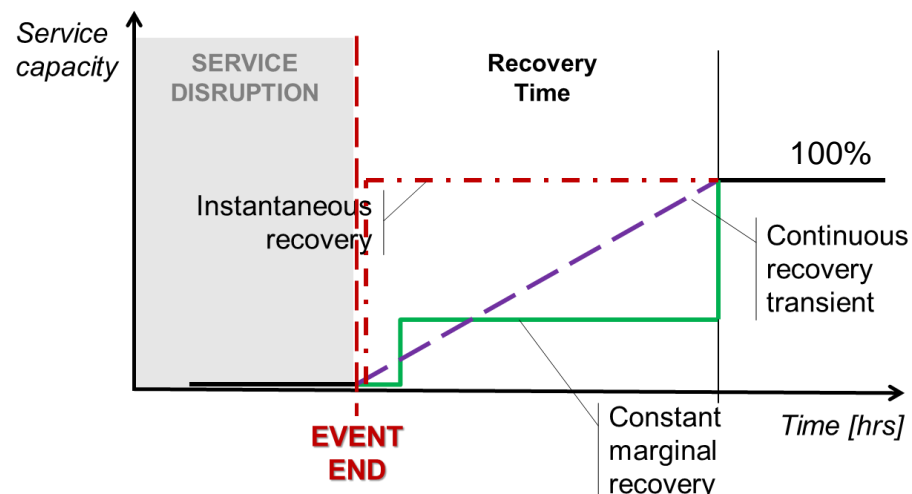 Service
capacity
SERVICE
DISRUPTION
Recovery
Time
100%
Instantaneous
recovery
Continuous
recovery
transient
Constant
marginal
recovery
Time [hrs]
EVENT
END